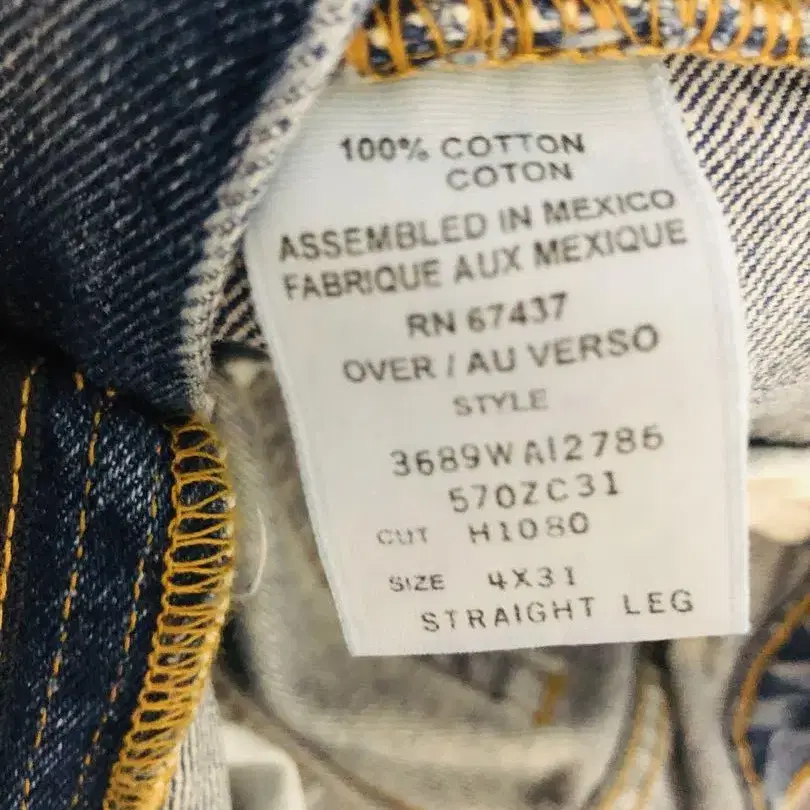 100% COTTON
COTON
ASSEMBLED IN MEXICO
FABRIQUE AUX MEXIQUE
RN 67437
OVER / AU VERSO
STYLE
3689WAI2786
570ZC31
CUT H1080
SIZE 4X31
STRAIGHT LEG